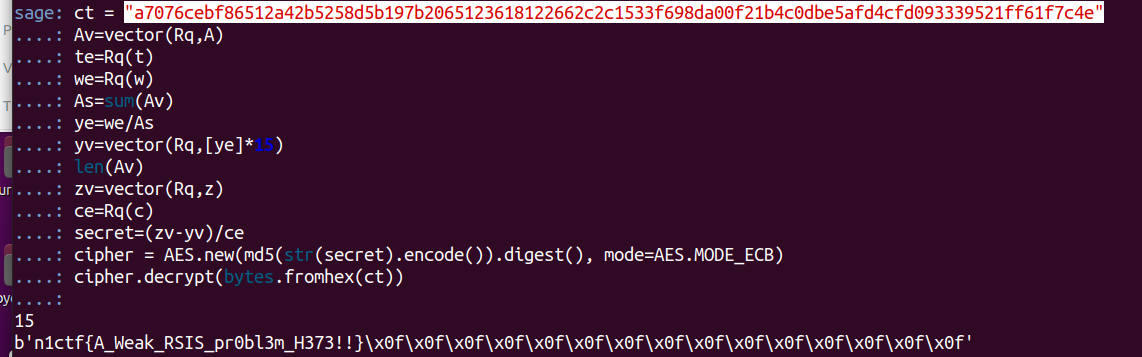 sage: ct = "a7076cebf86512a42b5258d5b197b2065123618122662c2c1533f698da00f21b4c0dbe5afd4cfd093339521ff61f7c4e"
....: Av=vector(Rq,A)
....: te=Rq(t)
....: we=Rq(w)
....: As=sum(Av)
....: ye=we/As
....: yv=vector(Rq,[ye]*15)
....: len(Av)
....: zv=vector(Rq,z)
....: ce=Rq(c)
....: secret=(zv-yv)/ce
....: cipher = AES.new(md5(str(secret).encode()).digest(), mode=AES.MODE_ECB)
....: cipher.decrypt(bytes.fromhex(ct))
....:
15
b'n1ctf{A_Weak_RSIS_pr0bl3m_H373!!}\x0f\x0f\x0f\x0f\x0f\x0f\x0f\x0f\x0f\x0f\x0f\x0f\x0f\x0f\x0f'